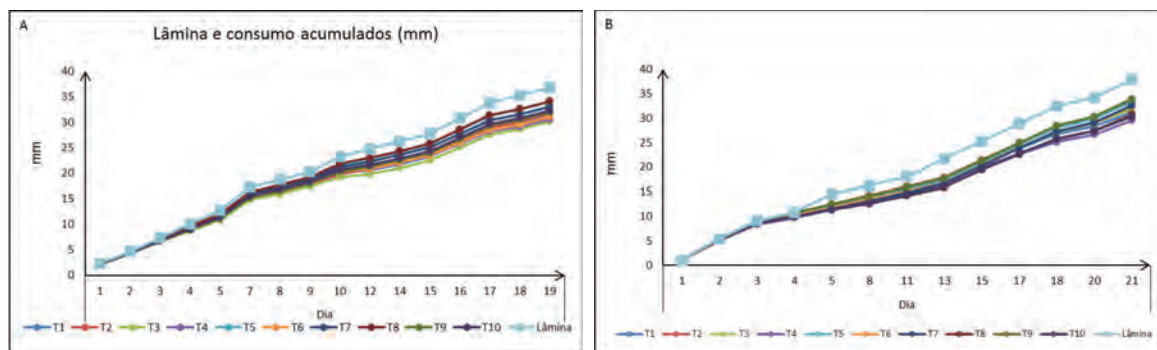 A
Lâmina e consumo acumulados (mm)
40
35
30
25
20
15
10
5
0
mm
1 2 3 4 5 7 8 9 10 12 14 15 16 17 18 19
Dia
T1 T2 T3 T4 T5 T6 T7 T8 T9 T10 Lâmina
B
40
35
30
25
20
15
10
5
0
mm
1 2 3 4 5 8 11 13 15 17 18 20 21
Dia
T1 T2 T3 T4 T5 T6 T7 T8 T9 T10 Lâmina